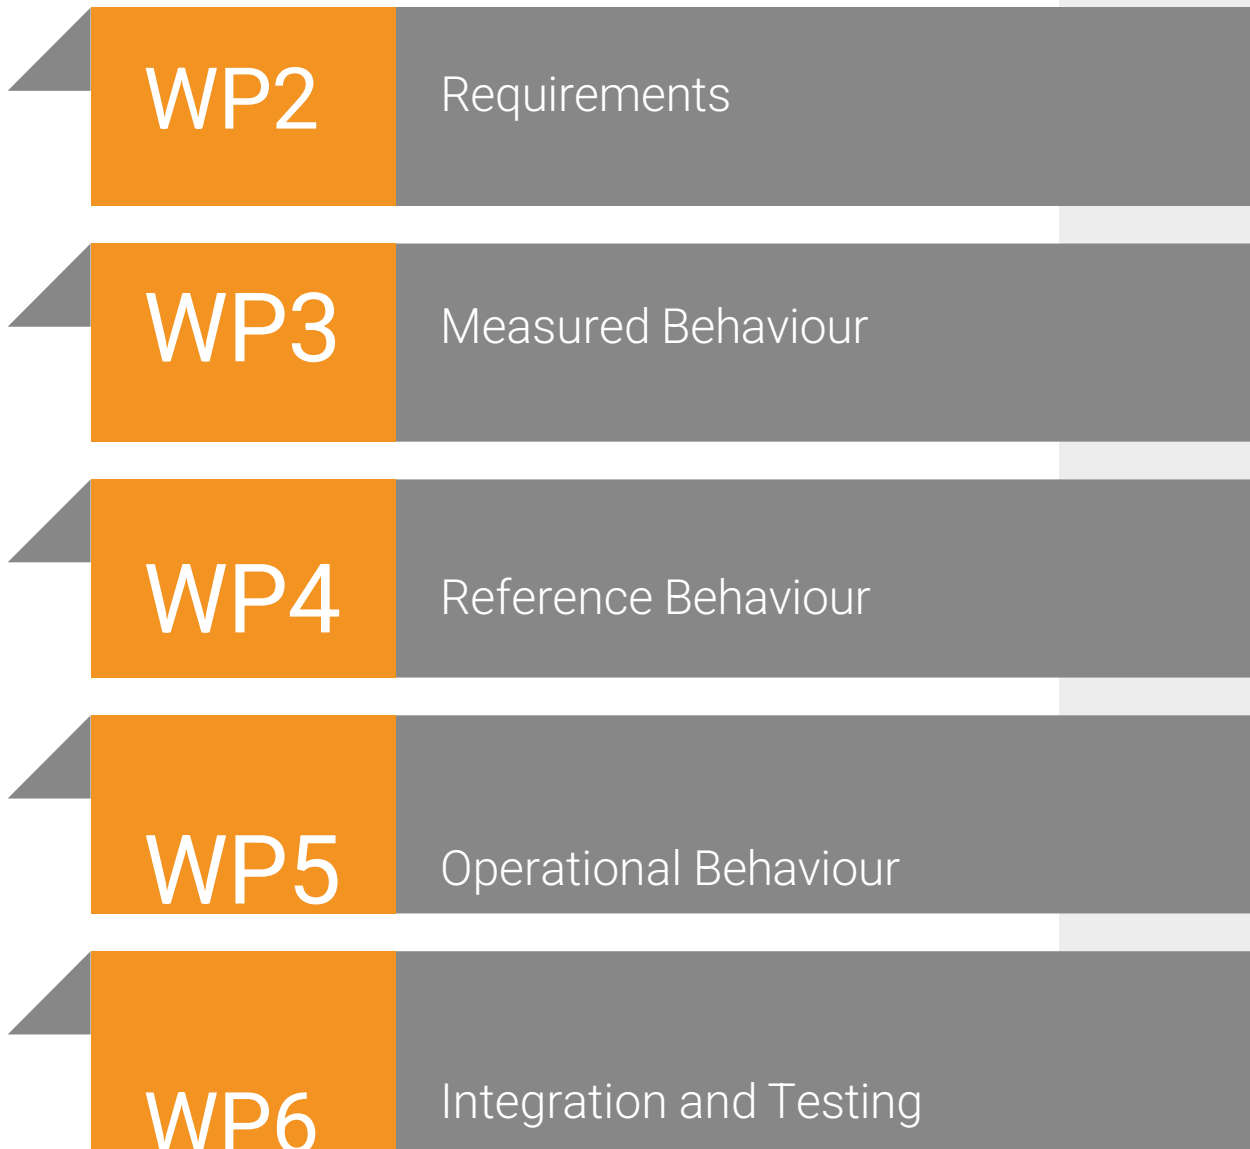 WP2 Requirements
WP3 Measured Behaviour
WP4 Reference Behaviour
WP5 Operational Behaviour
WP6 Integration and Testing